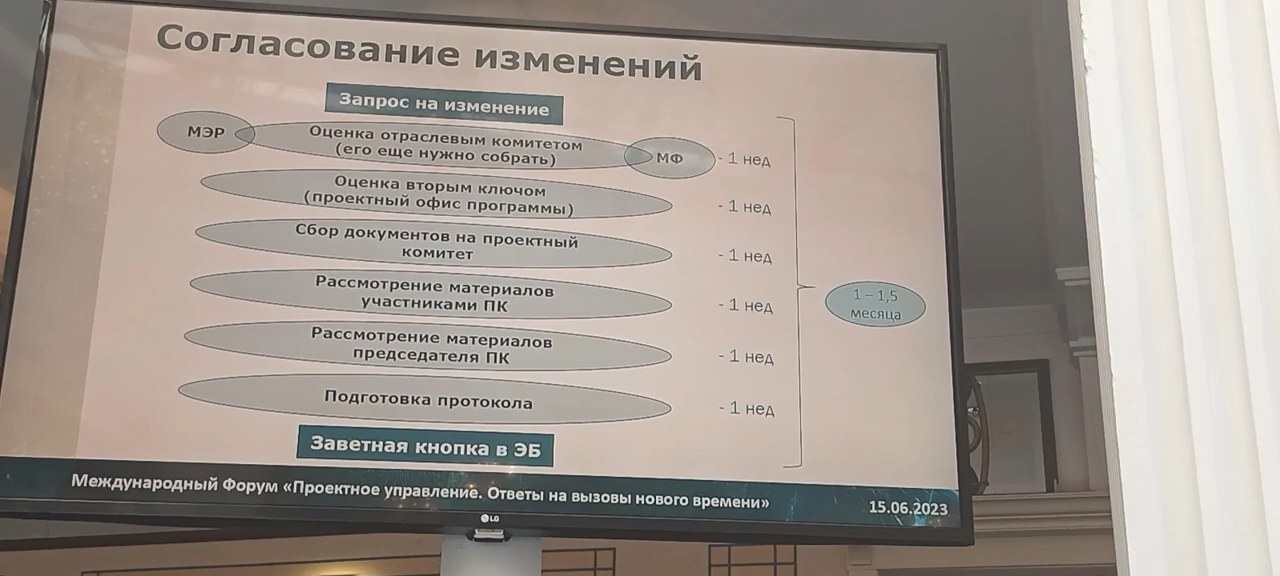 Согласование изменений
Запрос на изменение
МЭР
Оценка отраслевым комитетом
(его еще нужно собрать)
МФ
- 1 нед
Оценка вторым ключом
(проектный офис программы)
- 1 нед
Сбор документов на проектный
комитет
- 1 нед
Рассмотрение материалов
участниками ПК
- 1 нед
Рассмотрение материалов
председателя ПК
- 1 нед
Подготовка протокола
- 1 нед
1 – 1,5
месяца
Заветная кнопка в ЭБ
Международный Форум «Проектное управление. Ответы на вызовы нового времени»
15.06.2023
LG